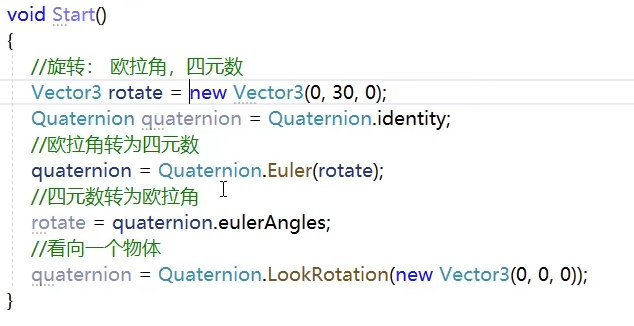 void Start()
{
//旋转： 欧拉角，四元数
Vector3 rotate = new Vector3(0, 30, 0);
Quaternion quaternion = Quaternion.identity;
//欧拉角转为四元数
quaternion = Quaternion.Euler(rotate);
//四元数转为欧拉角
rotate = quaternion.eulerAngles;
//看向一个物体
quaternion = Quaternion.LookRotation(new Vector3(0, 0, 0));
}